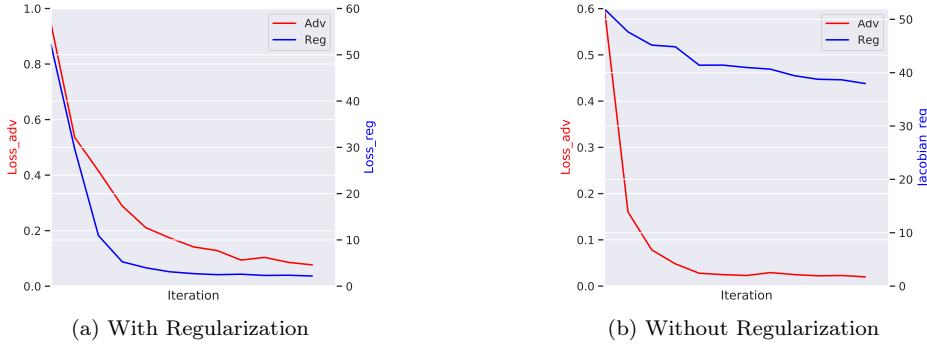 1.0
0.8
0.6
0.4
0.2
0.0
Loss_adv
60
50
40
30
20
10
0
Loss_reg
Adv
Reg
Iteration
(a) With Regularization
0.6
0.5
0.4
0.3
0.2
0.1
0.0
Loss_adv
50
40
30
20
10
0
Jacobian_reg
Adv
Reg
Iteration
(b) Without Regularization